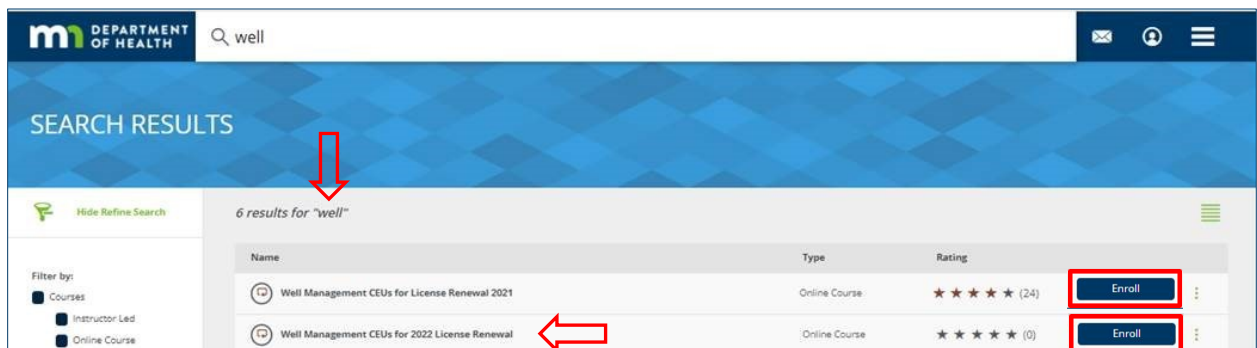 DEPARTMENT
OF HEALTH
well
SEARCH RESULTS
Hide Refine Search
6 results for "well"
Name Type Rating
Filter by:
Courses
Instructor Led
Online Course
Well Management CEUs for License Renewal 2021 Online Course (24) Enroll
Well Management CEUs for 2022 License Renewal Online Course (0) Enroll